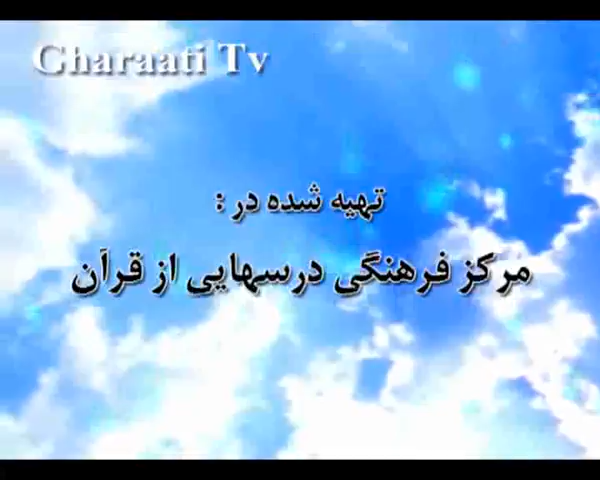 Gharaati Tv
تهیه شده در :
مرکز فرهنگی درسهایی از قرآن